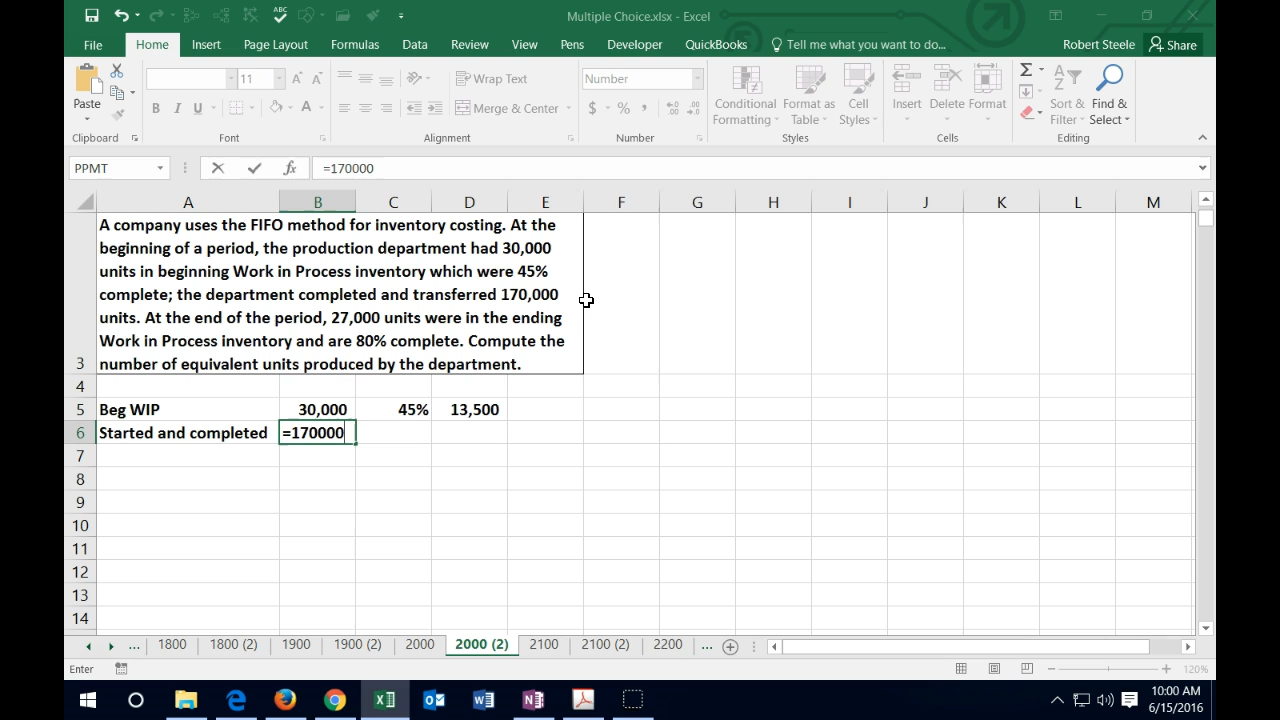 ABC
Multiple Choice.xlsx - Excel
File Home Insert Page Layout Formulas Data Review View Pens Developer QuickBooks Tell me what you want to do... Robert Steele Share
Paste
11 A A
Wrap Text
Number
Conditional Formatting
Format as Table
Cell Styles
Insert Delete Format
Sort & Filter
Find & Select
B I U A
Merge & Center
$ % ,
Clipboard Font Alignment Number Styles Cells Editing
PPMT fx =170000
A B C D E F G H I J K L M
A company uses the FIFO method for inventory costing. At the
beginning of a period, the production department had 30,000
units in beginning Work in Process inventory which were 45%
complete; the department completed and transferred 170,000
units. At the end of the period, 27,000 units were in the ending
Work in Process inventory and are 80% complete. Compute the
3 number of equivalent units produced by the department.
4
5 Beg WIP 30,000 45% 13,500
6 Started and completed =170000
7
8
9
10
11
12
13
14
... 1800 1800 (2) 1900 1900 (2) 2000 2000 (2) 2100 2100 (2) 2200 ...
Enter 120%
10:00 AM
6/15/2016